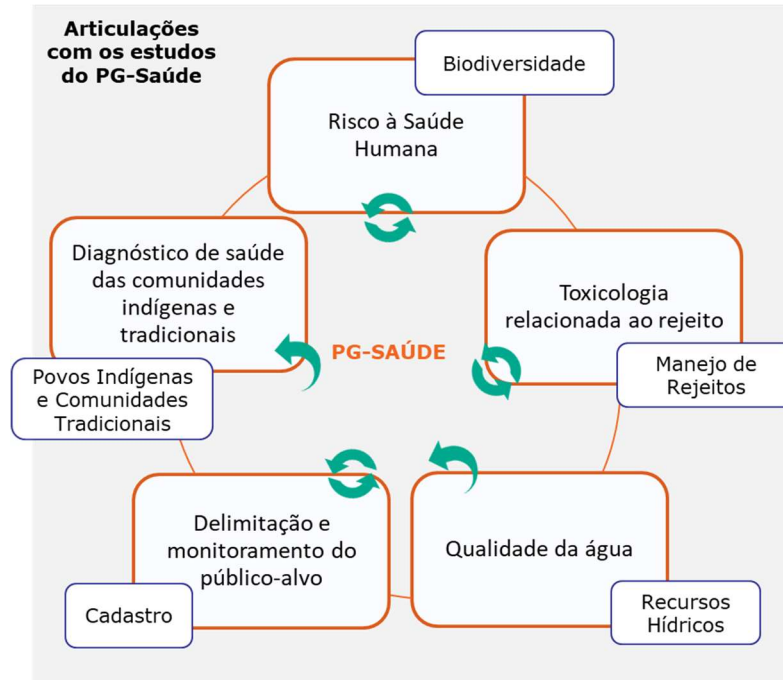 Articulações
com os estudos
do PG-Saúde
Biodiversidade
Risco à Saúde
Humana
Diagnóstico de saúde
das comunidades
indígenas e
tradicionais
Povos Indígenas
e Comunidades
Tradicionais
PG-SAÚDE
Toxicologia
relacionada ao rejeito
Manejo de
Rejeitos
Delimitação e
monitoramento do
público-alvo
Cadastro
Qualidade da água
Recursos
Hídricos